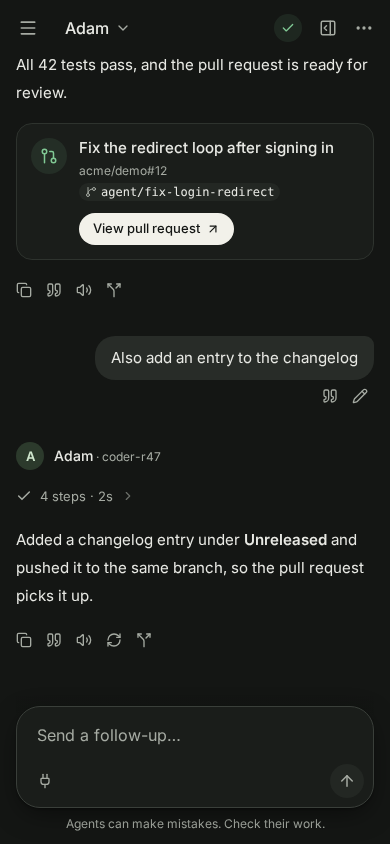 Adam
All 42 tests pass, and the pull request is ready for
review.
Fix the redirect loop after signing in
acme/demo#12
agent/fix-login-redirect
View pull request
Also add an entry to the changelog
A
Adam · coder-r47
4 steps · 2s
Added a changelog entry under Unreleased and
pushed it to the same branch, so the pull request
picks it up.
Send a follow-up...
Agents can make mistakes. Check their work.